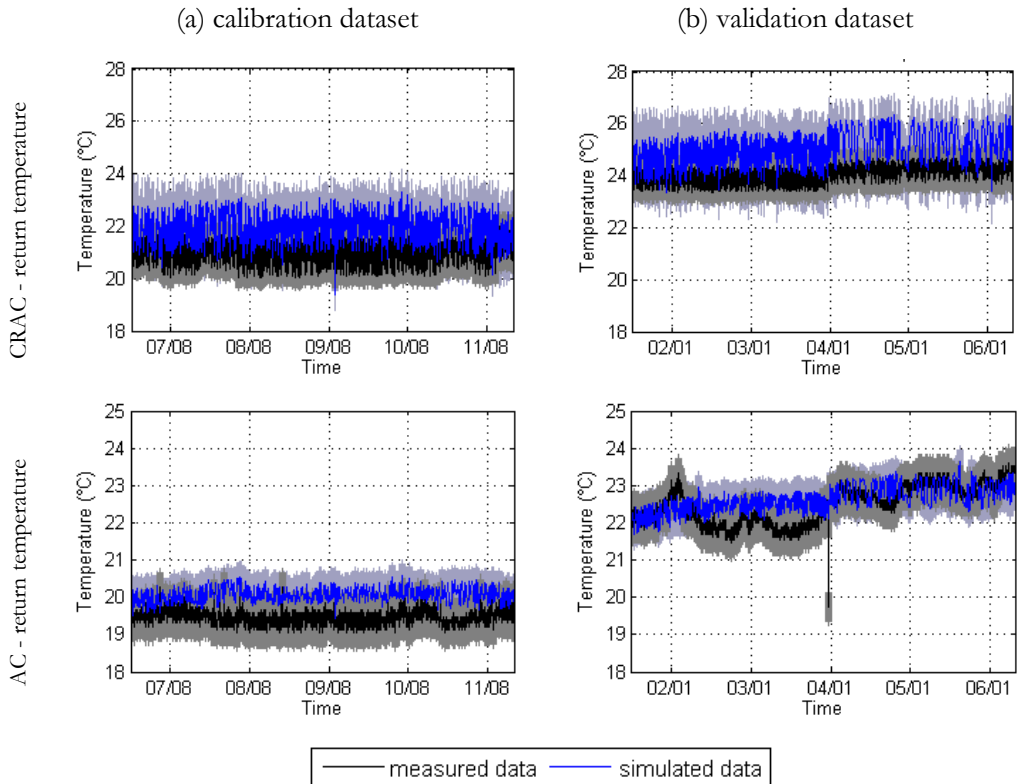 (a) calibration dataset
(b) validation dataset
CRAC - return temperature
Temperature (°C)
28
26
24
22
20
18
07/08 08/08 09/08 10/08 11/08
Time
Temperature (°C)
28
26
24
22
20
18
02/01 03/01 04/01 05/01 06/01
Time
AC - return temperature
Temperature (°C)
25
24
23
22
21
20
19
18
07/08 08/08 09/08 10/08 11/08
Time
Temperature (°C)
25
24
23
22
21
20
19
18
02/01 03/01 04/01 05/01 06/01
Time
measured data simulated data